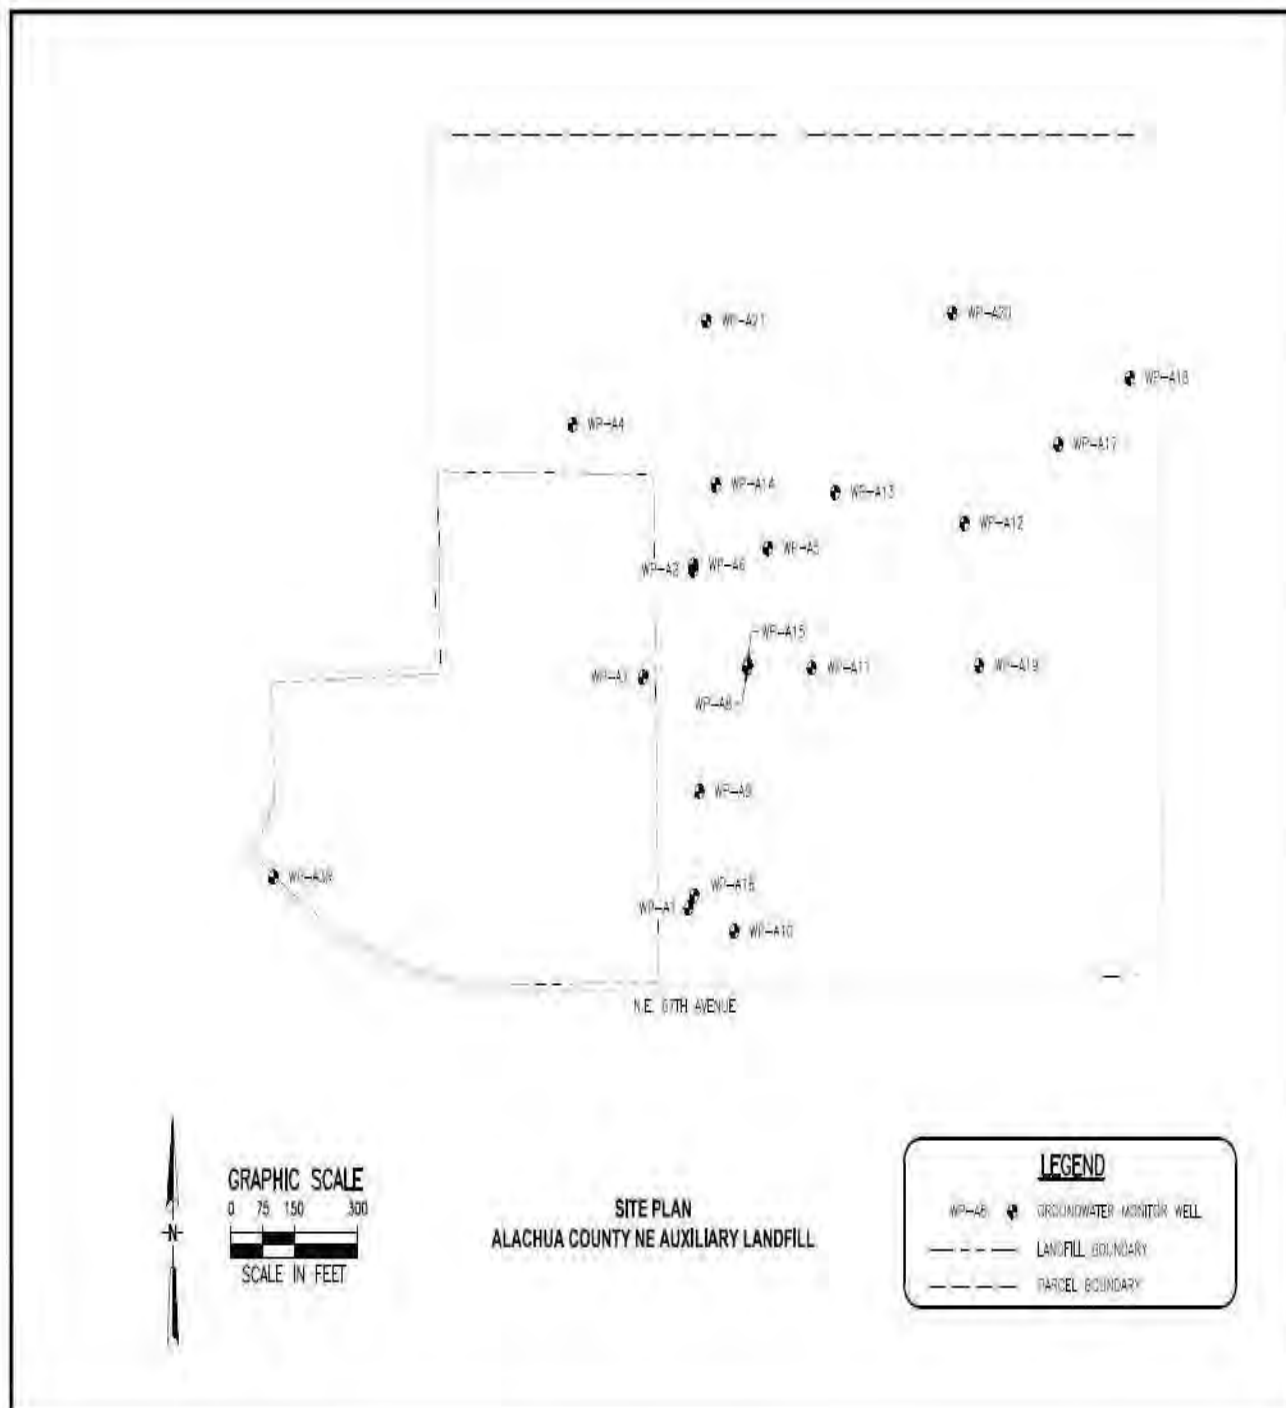 WP-A21
WP-A20
WP-A18
WP-A4
WP-A17
WP-A14
WP-A13
WP-A12
WP-A5
WP-A2
WP-A6
WP-A15
WP-A7
WP-A11
WP-A19
WP-A8
WP-A9
WP-A16
WP-A1
WP-A10
N.E. 67TH AVENUE
GRAPHIC SCALE
0 75 150 300
SCALE IN FEET
N
SITE PLAN
ALACHUA COUNTY NE AUXILIARY LANDFILL
LEGEND
GROUNDWATER MONITOR WELL
LANDFILL BOUNDARY
PARCEL BOUNDARY